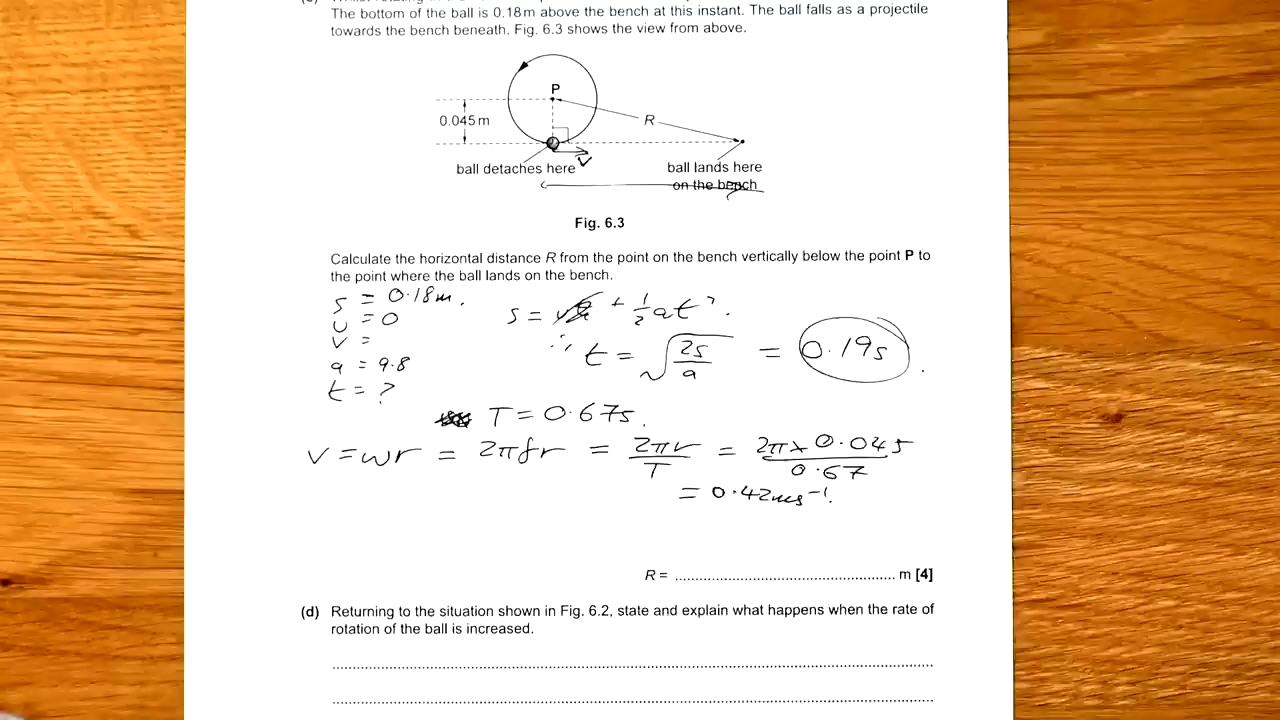 The bottom of the ball is 0.18 m above the bench at this instant. The ball falls as a projectile
towards the bench beneath. Fig. 6.3 shows the view from above.
P
0.045 m
R
v
ball detaches here
ball lands here
on the bench
Fig. 6.3
Calculate the horizontal distance R from the point on the bench vertically below the point P to
the point where the ball lands on the bench.
s = 0.18m.
u = 0
v =
a = 9.8
t = ?
s = + 1/2 at².
∴ t = √(2s/a) = 0.19s
T = 0.67s.
v = ωr = 2πfr = 2πr/T = 2π × 0.045/0.67
= 0.42ms⁻¹.
R = ................................................ m [4]
(d) Returning to the situation shown in Fig. 6.2, state and explain what happens when the rate of
rotation of the ball is increased.